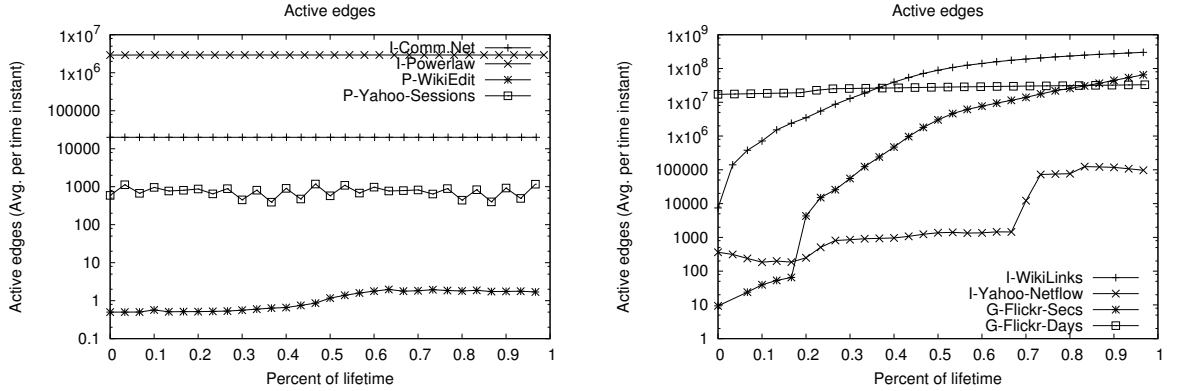 Active edges
1x10^7
1x10^6
100000
10000
1000
100
10
1
0.1
Active edges (Avg. per time instant)
I-Comm.Net
I-Powerlaw
P-WikiEdit
P-Yahoo-Sessions
0 0.1 0.2 0.3 0.4 0.5 0.6 0.7 0.8 0.9 1
Percent of lifetime
Active edges
1x10^9
1x10^8
1x10^7
1x10^6
100000
10000
1000
100
10
1
Active edges (Avg. per time instant)
I-WikiLinks
I-Yahoo-Netflow
G-Flickr-Secs
G-Flickr-Days
0 0.1 0.2 0.3 0.4 0.5 0.6 0.7 0.8 0.9 1
Percent of lifetime